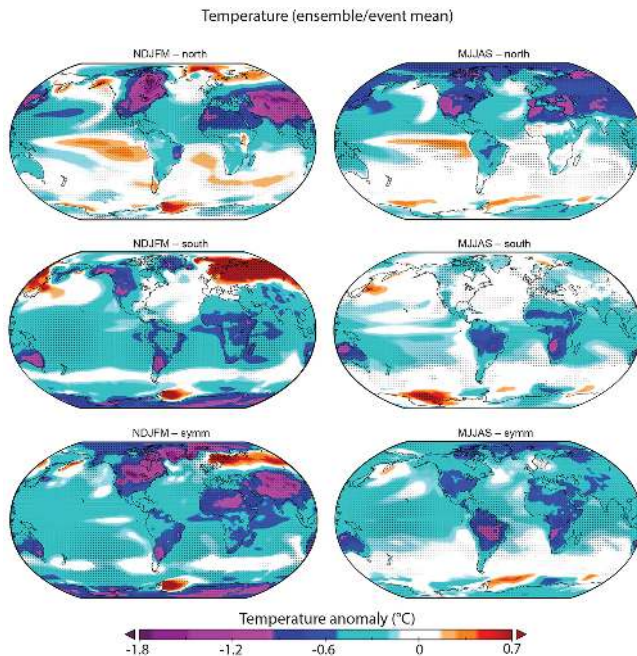 Temperature (ensemble/event mean)
NDJFM – north
MJJAS – north
NDJFM – south
MJJAS – south
NDJFM – symm
MJJAS – symm
Temperature anomaly (°C)
-1.8 -1.2 -0.6 0 0.7